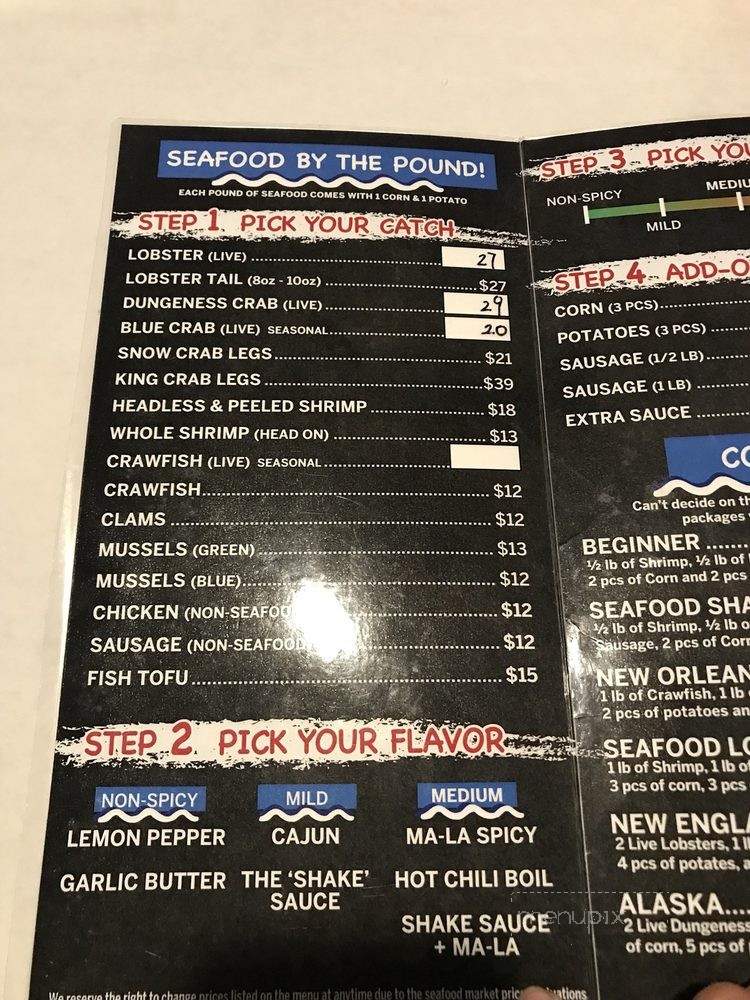 SEAFOOD BY THE POUND!
EACH POUND OF SEAFOOD COMES WITH 1 CORN & 1 POTATO
STEP 1 PICK YOUR CATCH
LOBSTER (LIVE) 27
LOBSTER TAIL (8oz - 10oz) $27
DUNGENESS CRAB (LIVE) 29
BLUE CRAB (LIVE) SEASONAL 20
SNOW CRAB LEGS $21
KING CRAB LEGS $39
HEADLESS & PEELED SHRIMP $18
WHOLE SHRIMP (HEAD ON) $13
CRAWFISH (LIVE) SEASONAL
CRAWFISH $12
CLAMS $12
MUSSELS (GREEN) $13
MUSSELS (BLUE) $12
CHICKEN (NON-SEAFOO $12
SAUSAGE (NON-SEAFOOD $12
FISH TOFU $15
STEP 2 PICK YOUR FLAVOR
NON-SPICY MILD MEDIUM
LEMON PEPPER CAJUN MA-LA SPICY
GARLIC BUTTER THE 'SHAKE' SAUCE HOT CHILI BOIL
SHAKE SAUCE
+ MA-LA
We reserve the right to change prices listed on the menu at anytime due to the seafood market
STEP 3 PICK YOU
NON-SPICY MEDIU
MILD
STEP 4 ADD-O
CORN (3 PCS)
POTATOES (3 PCS)
SAUSAGE (1/2 LB)
SAUSAGE (1 LB)
EXTRA SAUCE
CO
Can't decide on th
packages
BEGINNER
½ lb of Shrimp, ½ lb of
2 pcs of Corn and 2 pcs
SEAFOOD SHA
½ lb of Shrimp, ½ lb o
Sausage, 2 pcs of Corn
NEW ORLEAN
1 lb of Crawfish, 1 lb
2 pcs of potatoes an
SEAFOOD LO
1 lb of Shrimp, 1 lb of
3 pcs of corn, 3 pcs
NEW ENGLA
2 Live Lobsters, 1 l
4 pcs of potates, a
ALASKA
2 Live Dungeness
of corn, 5 pcs of
menupix